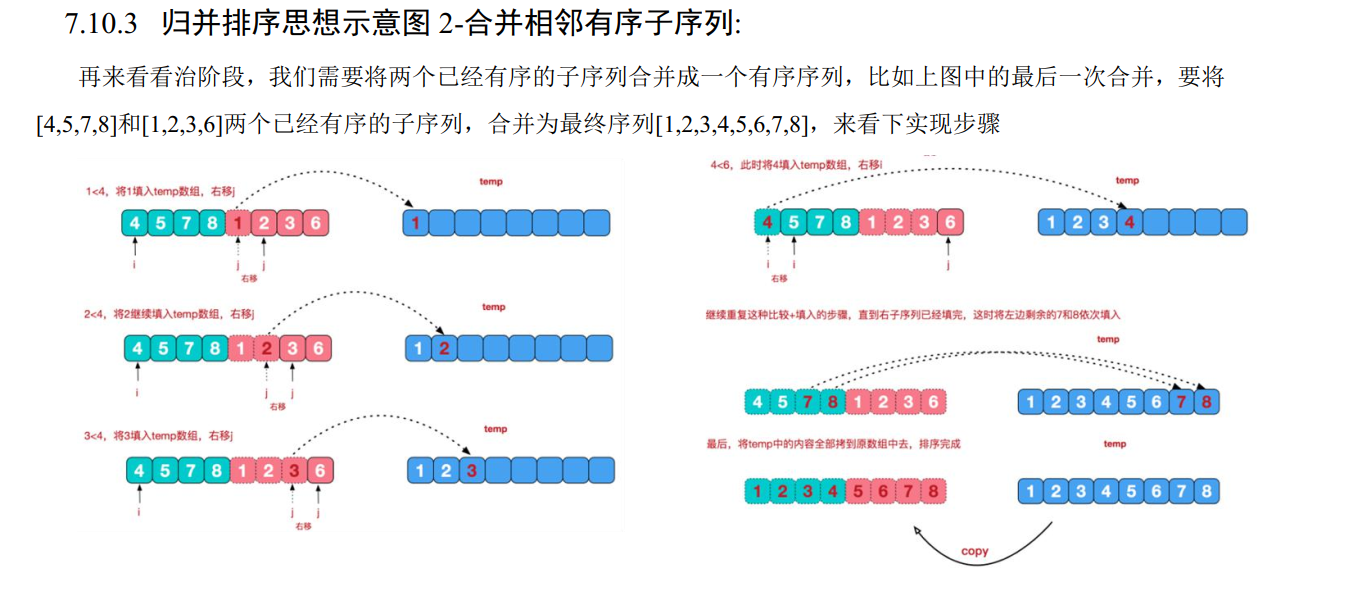 7.10.3 归并排序思想示意图 2-合并相邻有序子序列:
再来看看治阶段，我们需要将两个已经有序的子序列合并成一个有序序列，比如上图中的最后一次合并，要将
[4,5,7,8]和[1,2,3,6]两个已经有序的子序列，合并为最终序列[1,2,3,4,5,6,7,8]，来看下实现步骤
1<4，将1填入temp数组，右移j
temp
4 5 7 8 1 2 3 6
1
i j j
右移
2<4，将2继续填入temp数组，右移j
temp
4 5 7 8 1 2 3 6
1 2
i j j
右移
3<4，将3填入temp数组，右移j
temp
4 5 7 8 1 2 3 6
1 2 3
i j j
右移
4<6，此时将4填入temp数组，右移i
temp
4 5 7 8 1 2 3 6
1 2 3 4
i i j
右移
继续重复这种比较+填入的步骤，直到右子序列已经填完，这时将左边剩余的7和8依次填入
temp
4 5 7 8 1 2 3 6
1 2 3 4 5 6 7 8
最后，将temp中的内容全部拷到原数组中去，排序完成
temp
1 2 3 4 5 6 7 8
1 2 3 4 5 6 7 8
copy